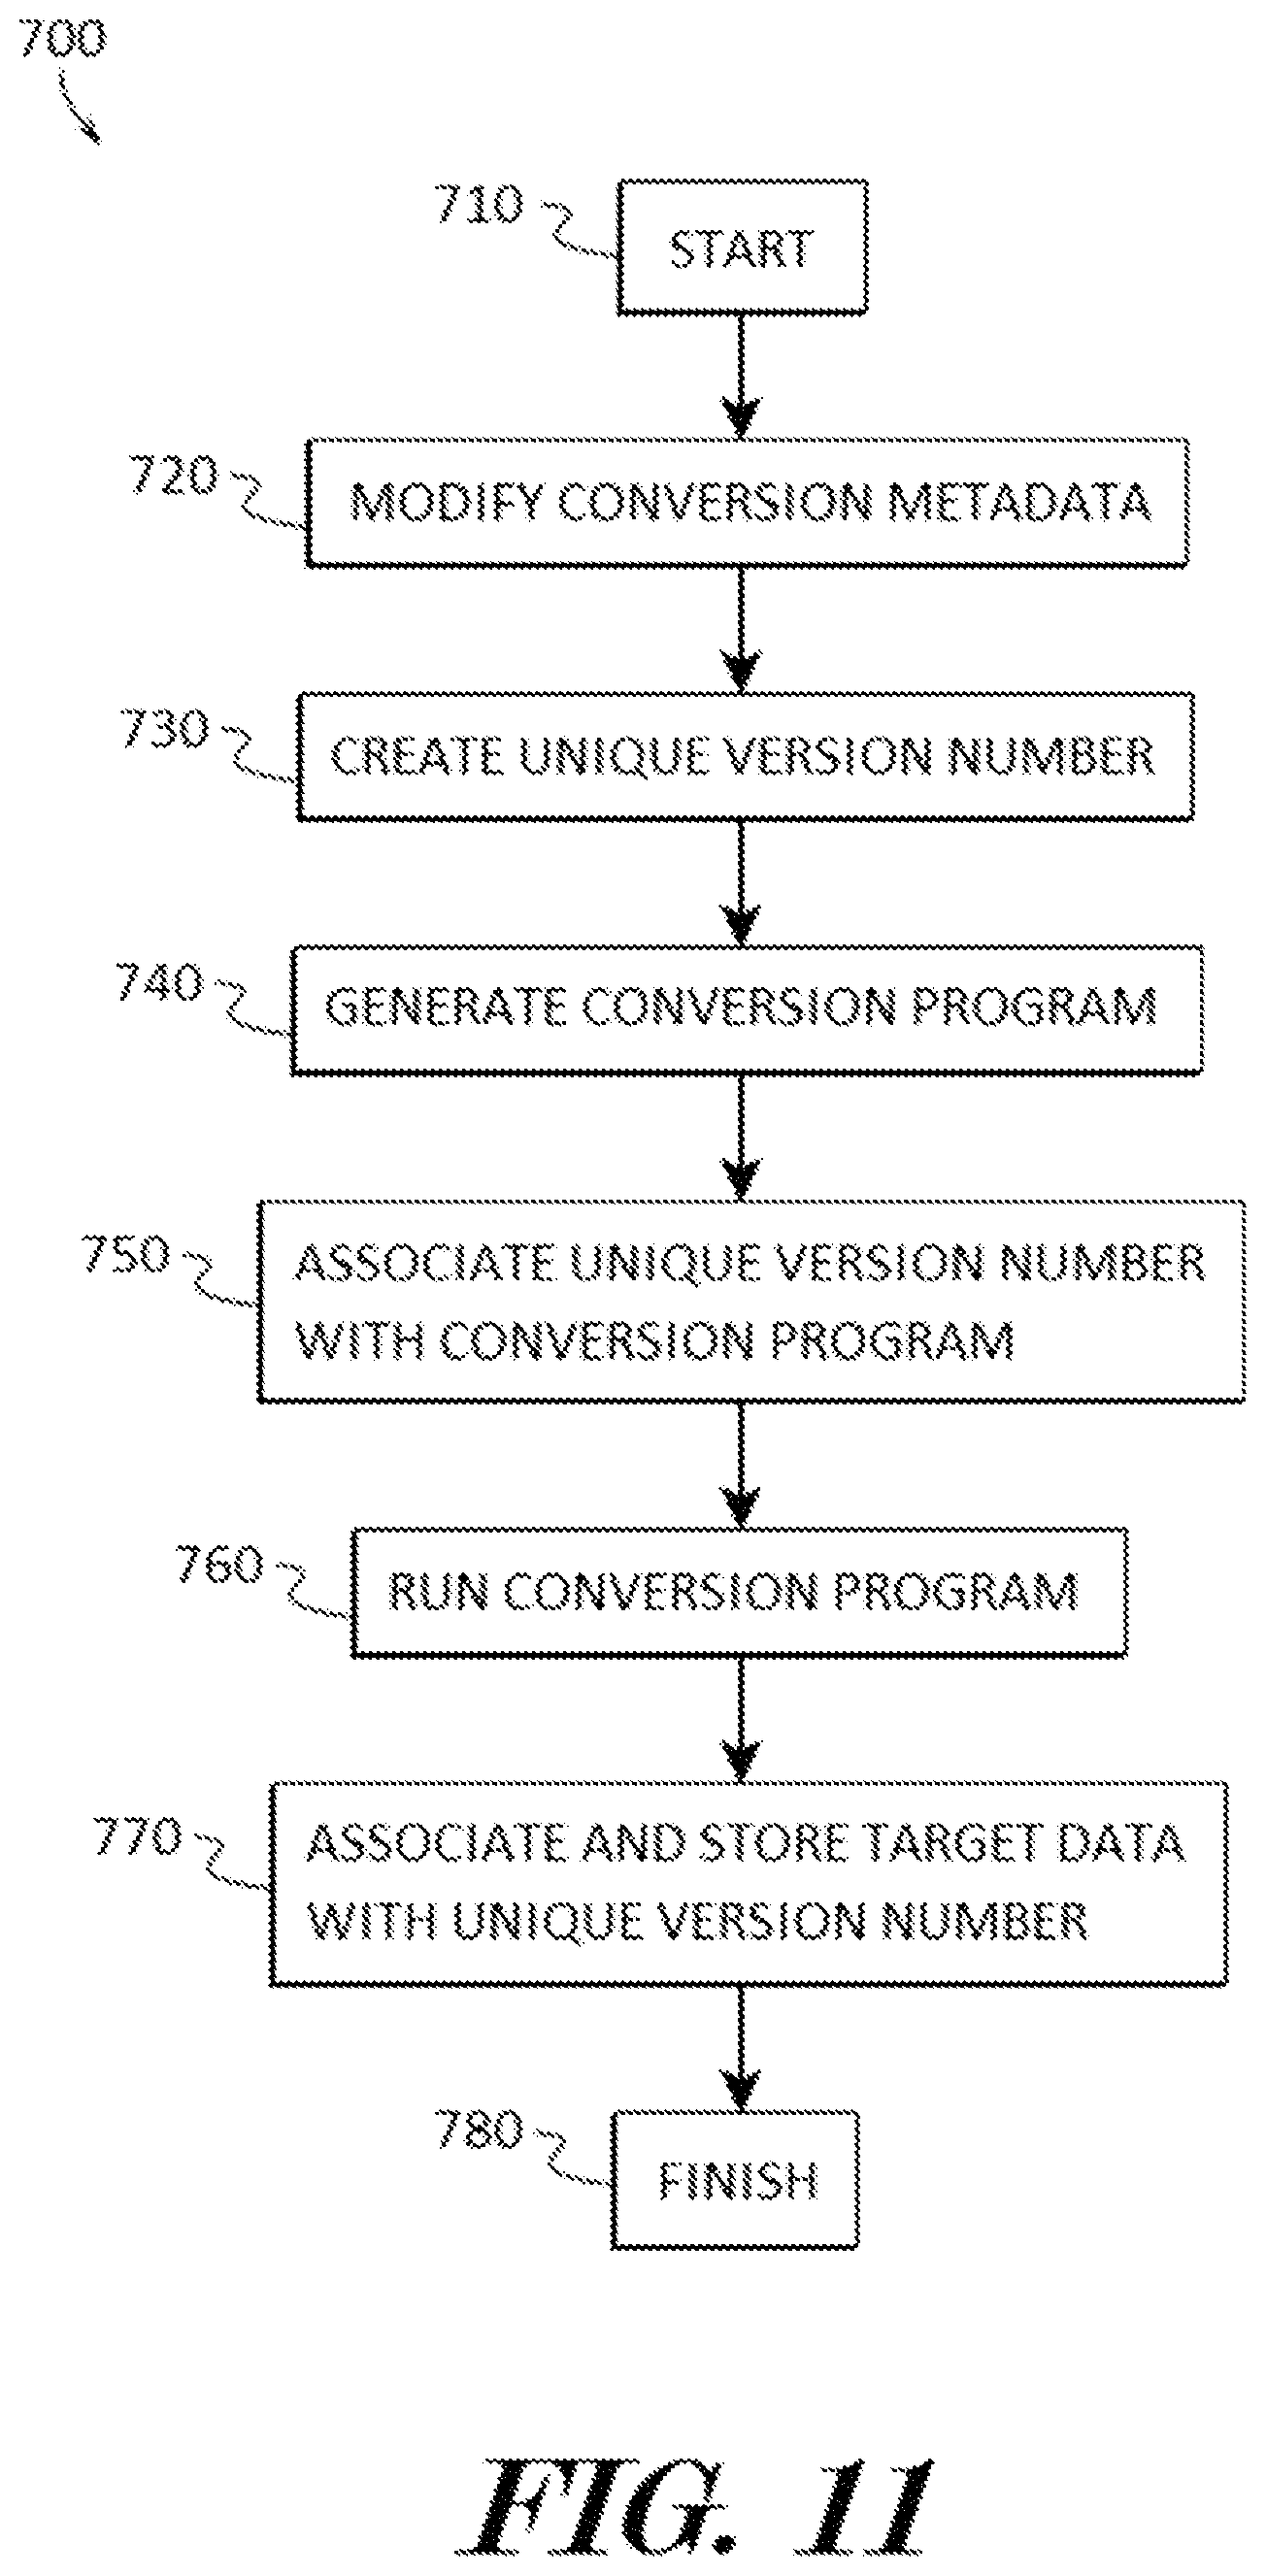 700
710
START
720
MODIFY CONVERSION METADATA
730
CREATE UNIQUE VERSION NUMBER
740
GENERATE CONVERSION PROGRAM
750
ASSOCIATE UNIQUE VERSION NUMBER
WITH CONVERSION PROGRAM
760
RUN CONVERSION PROGRAM
770
ASSOCIATE AND STORE TARGET DATA
WITH UNIQUE VERSION NUMBER
780
FINISH
FIG. 11